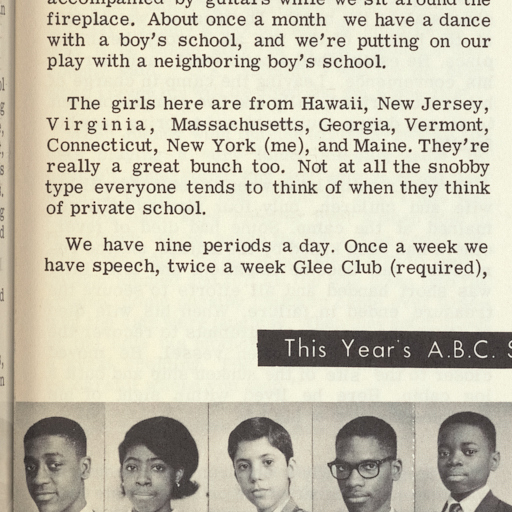 accompanied by guitars while we sit around the
fireplace. About once a month we have a dance
with a boy's school, and we're putting on our
play with a neighboring boy's school.
The girls here are from Hawaii, New Jersey,
Virginia, Massachusetts, Georgia, Vermont,
Connecticut, New York (me), and Maine. They're
really a great bunch too. Not at all the snobby
type everyone tends to think of when they think
of private school.
We have nine periods a day. Once a week we
have speech, twice a week Glee Club (required),
This Year's A.B.C. S